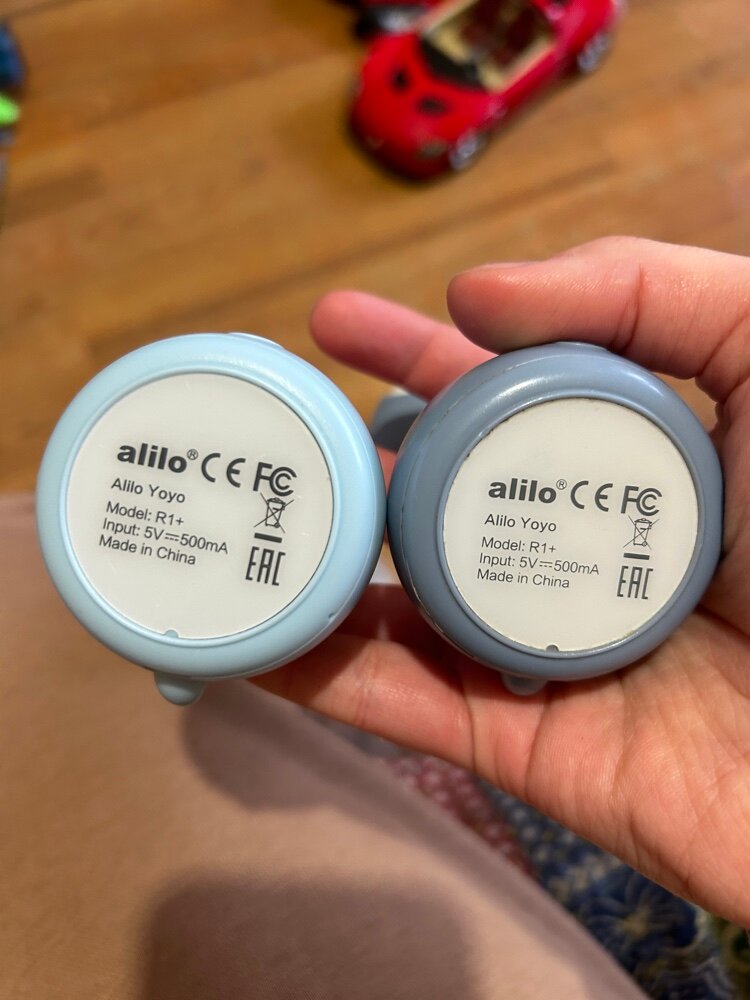 alilo® CE FC
Alilo Yoyo
Model: R1+
Input: 5V⎓500mA
Made in China
EAC
alilo® CE FC
Alilo Yoyo
Model: R1+
Input: 5V⎓500mA
Made in China
EAC